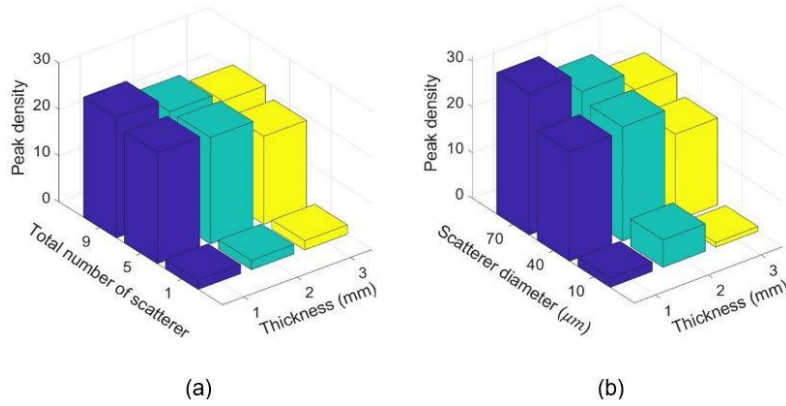 30
20
10
0
Peak density
9
5
1
Total number of scatterer
1
2
3
Thickness (mm)
(a)
30
20
10
0
Peak density
70
40
10
Scatterer diameter (μm)
1
2
3
Thickness (mm)
(b)